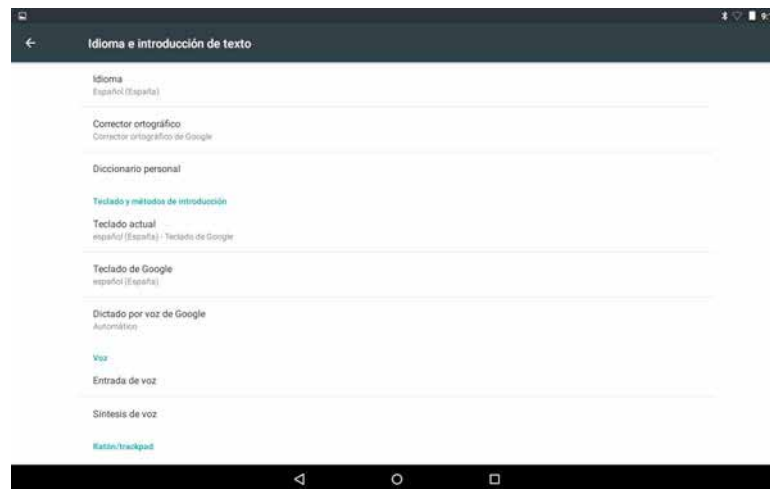 Idioma e introducción de texto
Idioma
Español (España)
Corrector ortográfico
Corrector ortográfico de Google
Diccionario personal
Teclado y métodos de introducción
Teclado actual
español (España) - Teclado de Google
Teclado de Google
español (España)
Dictado por voz de Google
Automático
Voz
Entrada de voz
Síntesis de voz
Ratón/trackpad